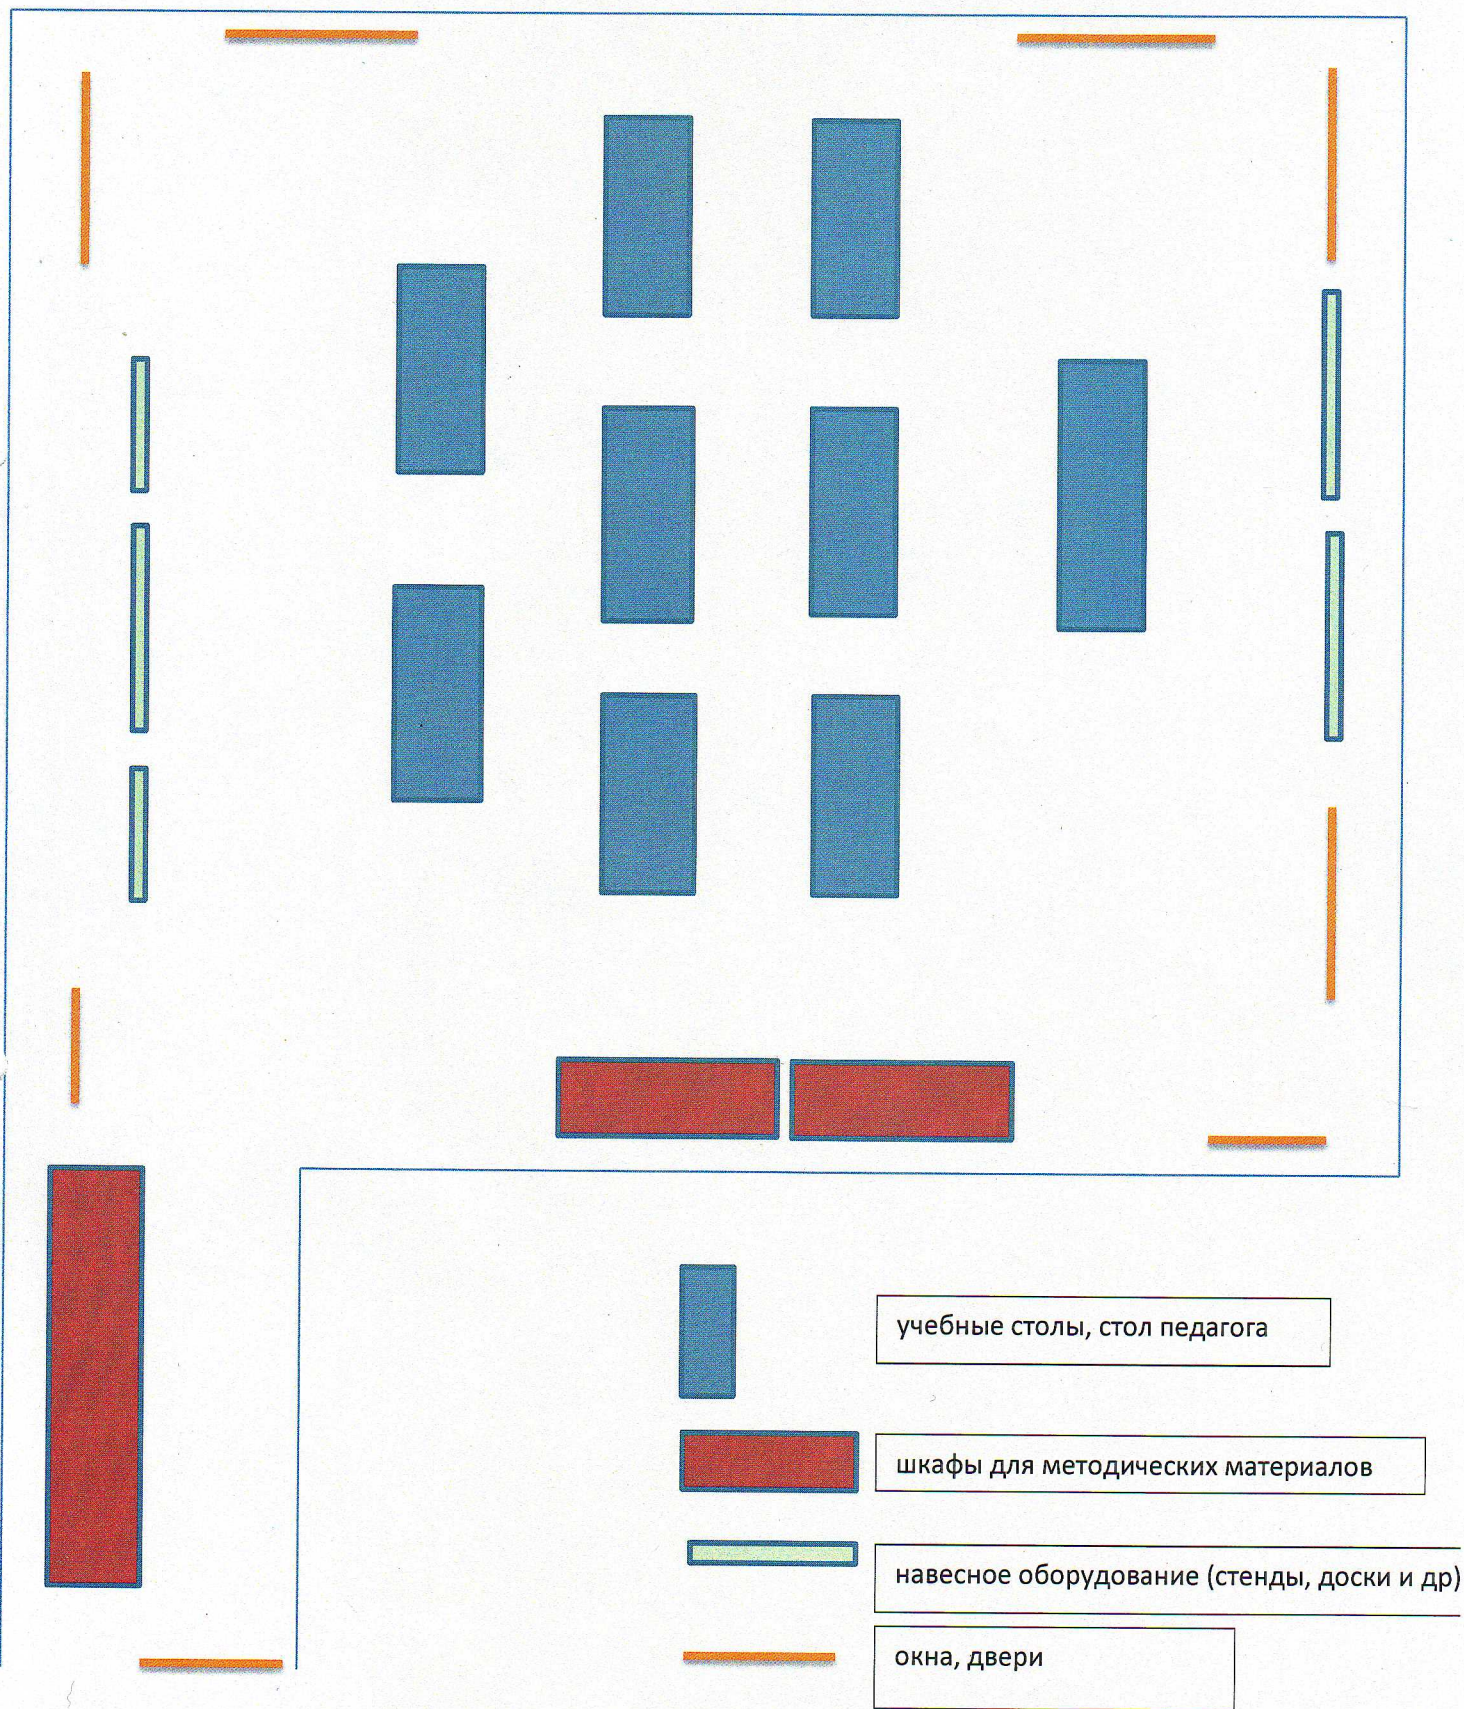 учебные столы, стол педагога
шкафы для методических материалов
навесное оборудование (стенды, доски и др)
окна, двери